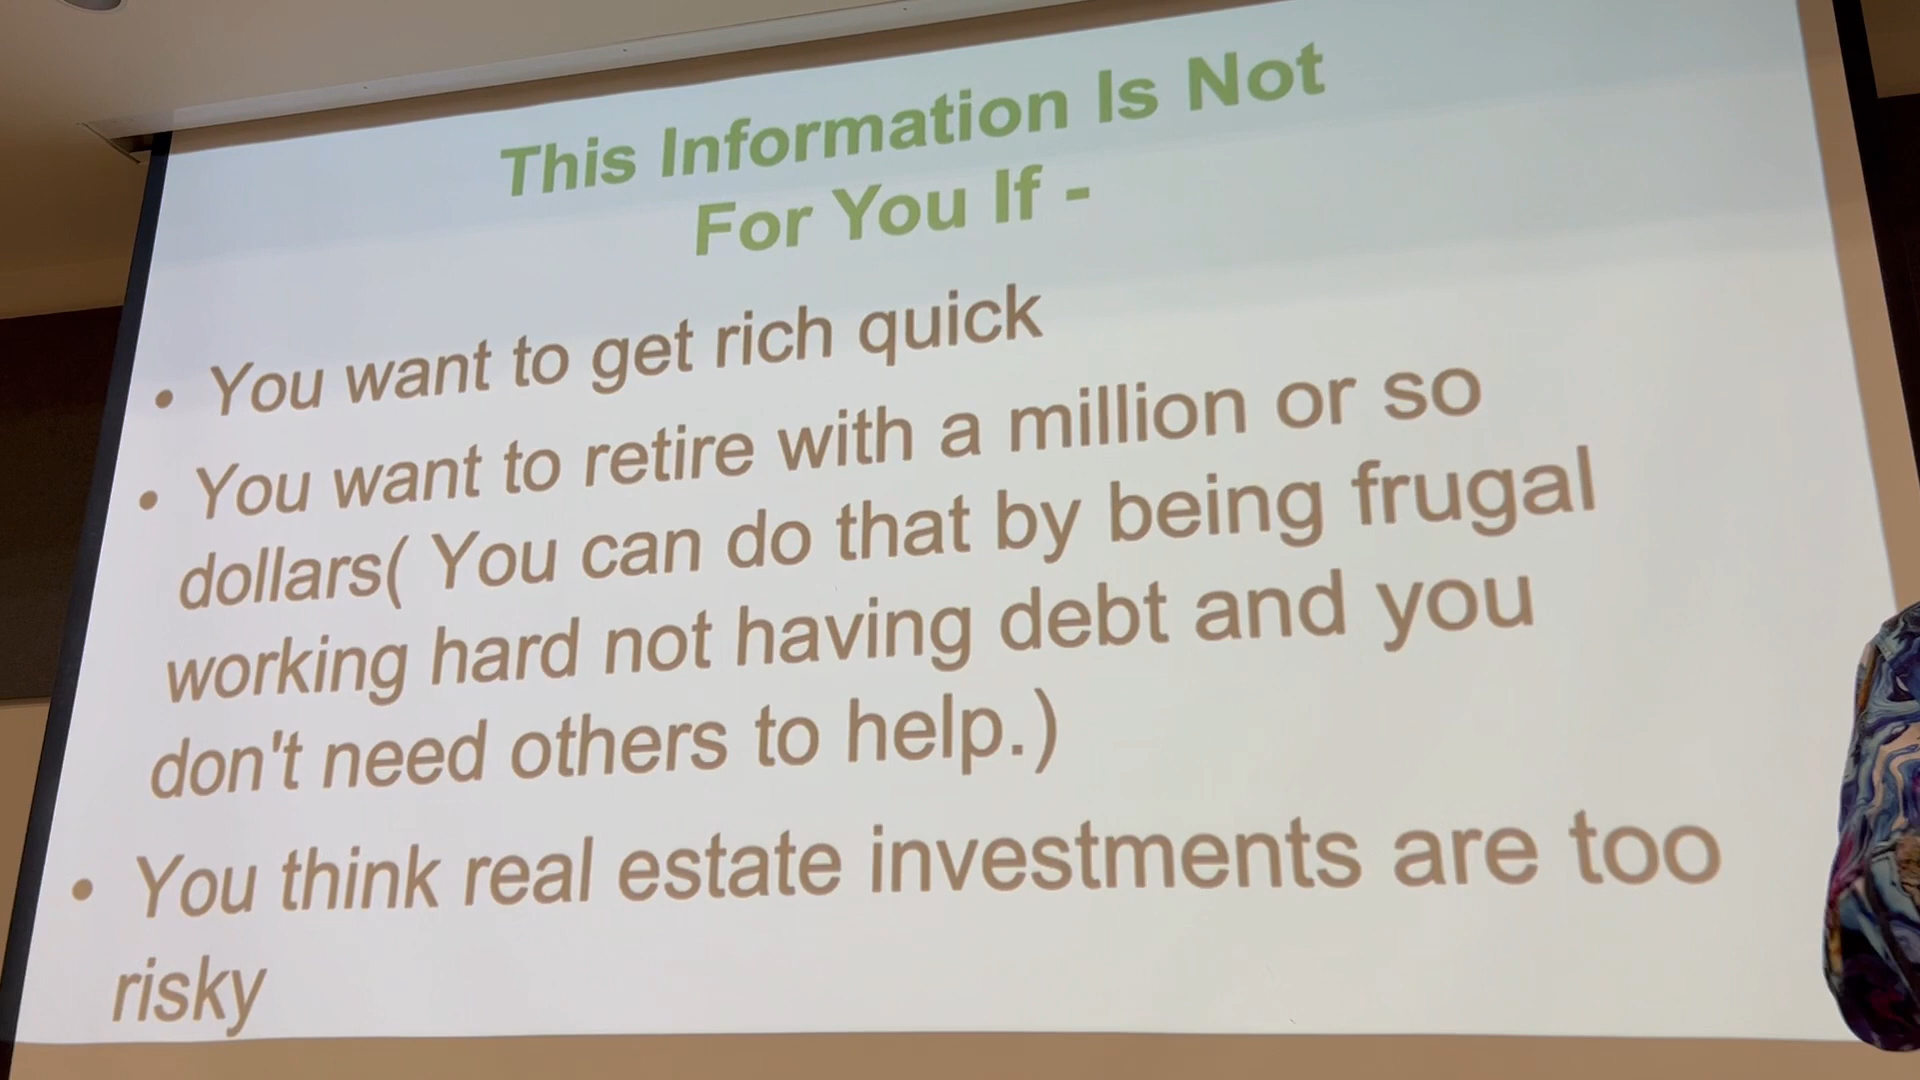 This Information Is Not
For You If -
• You want to get rich quick
• You want to retire with a million or so
dollars( You can do that by being frugal
working hard not having debt and you
don't need others to help.)
• You think real estate investments are too
risky